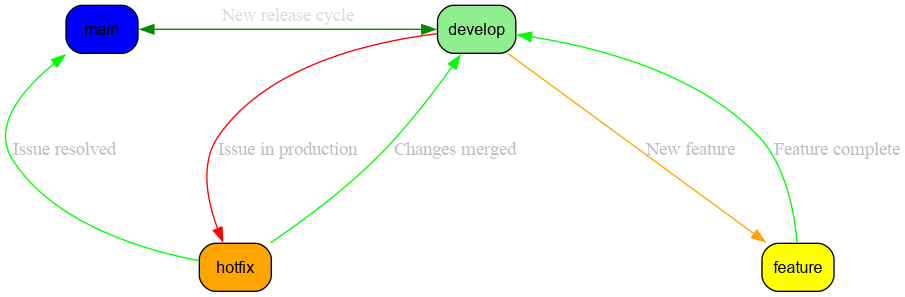 New release cycle
main
develop
Issue resolved
Issue in production
Changes merged
New feature
Feature complete
hotfix
feature